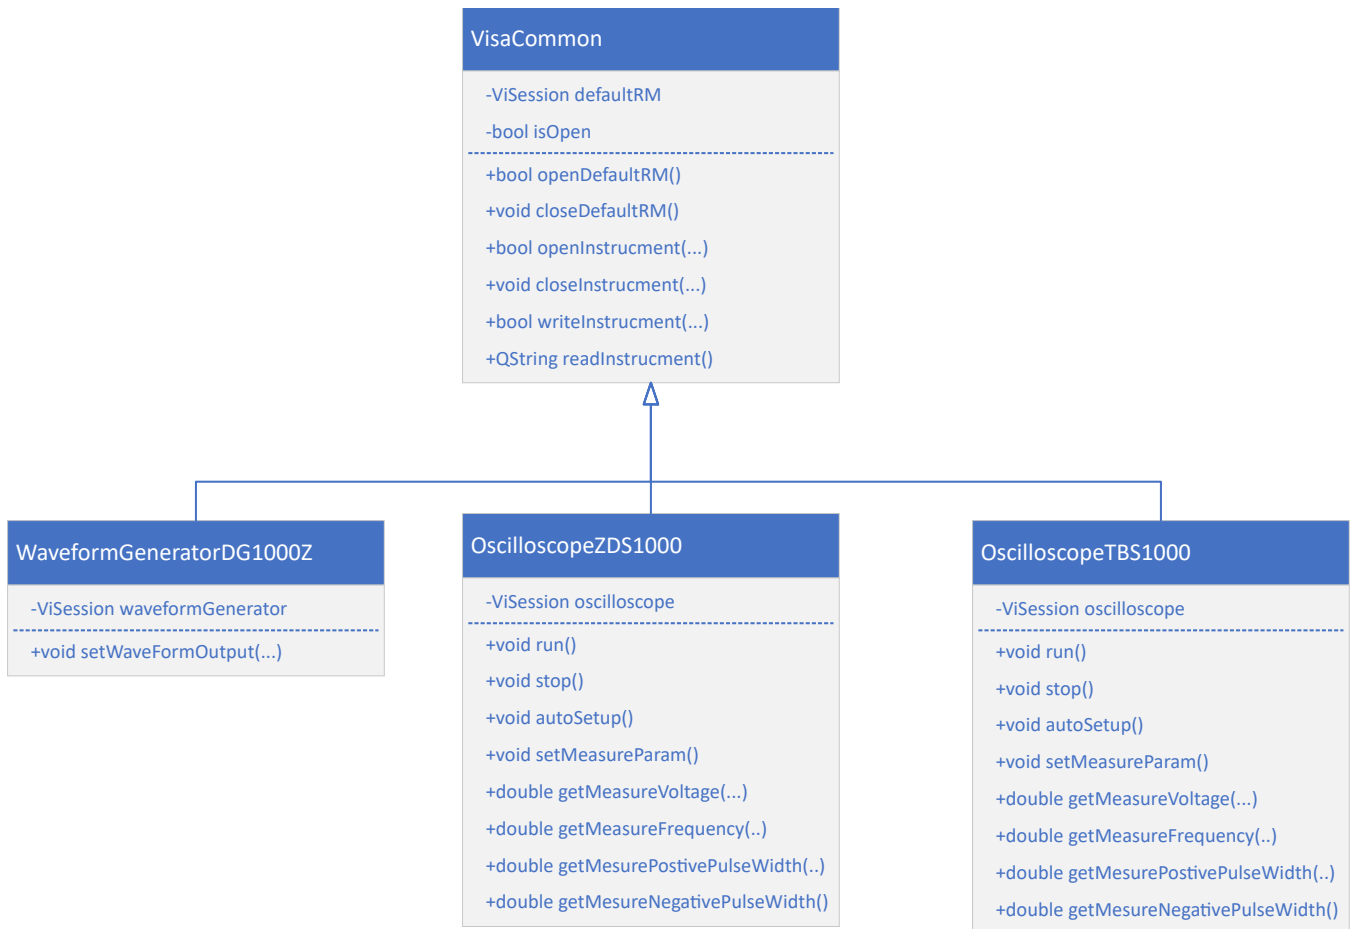 VisaCommon
-ViSession defaultRM
-bool isOpen
+bool openDefaultRM()
+void closeDefaultRM()
+bool openInstrucment(...)
+void closeInstrucment(...)
+bool writeInstrucment(...)
+QString readInstrucment()
WaveformGeneratorDG1000Z
-ViSession waveformGenerator
+void setWaveFormOutput(...)
OscilloscopeZDS1000
-ViSession oscilloscope
+void run()
+void stop()
+void autoSetup()
+void setMeasureParam()
+double getMeasureVoltage(...)
+double getMeasureFrequency(..)
+double getMesurePostivePulseWidth(..)
+double getMesureNegativePulseWidth()
OscilloscopeTBS1000
-ViSession oscilloscope
+void run()
+void stop()
+void autoSetup()
+void setMeasureParam()
+double getMeasureVoltage(...)
+double getMeasureFrequency(..)
+double getMesurePostivePulseWidth(..)
+double getMesureNegativePulseWidth()